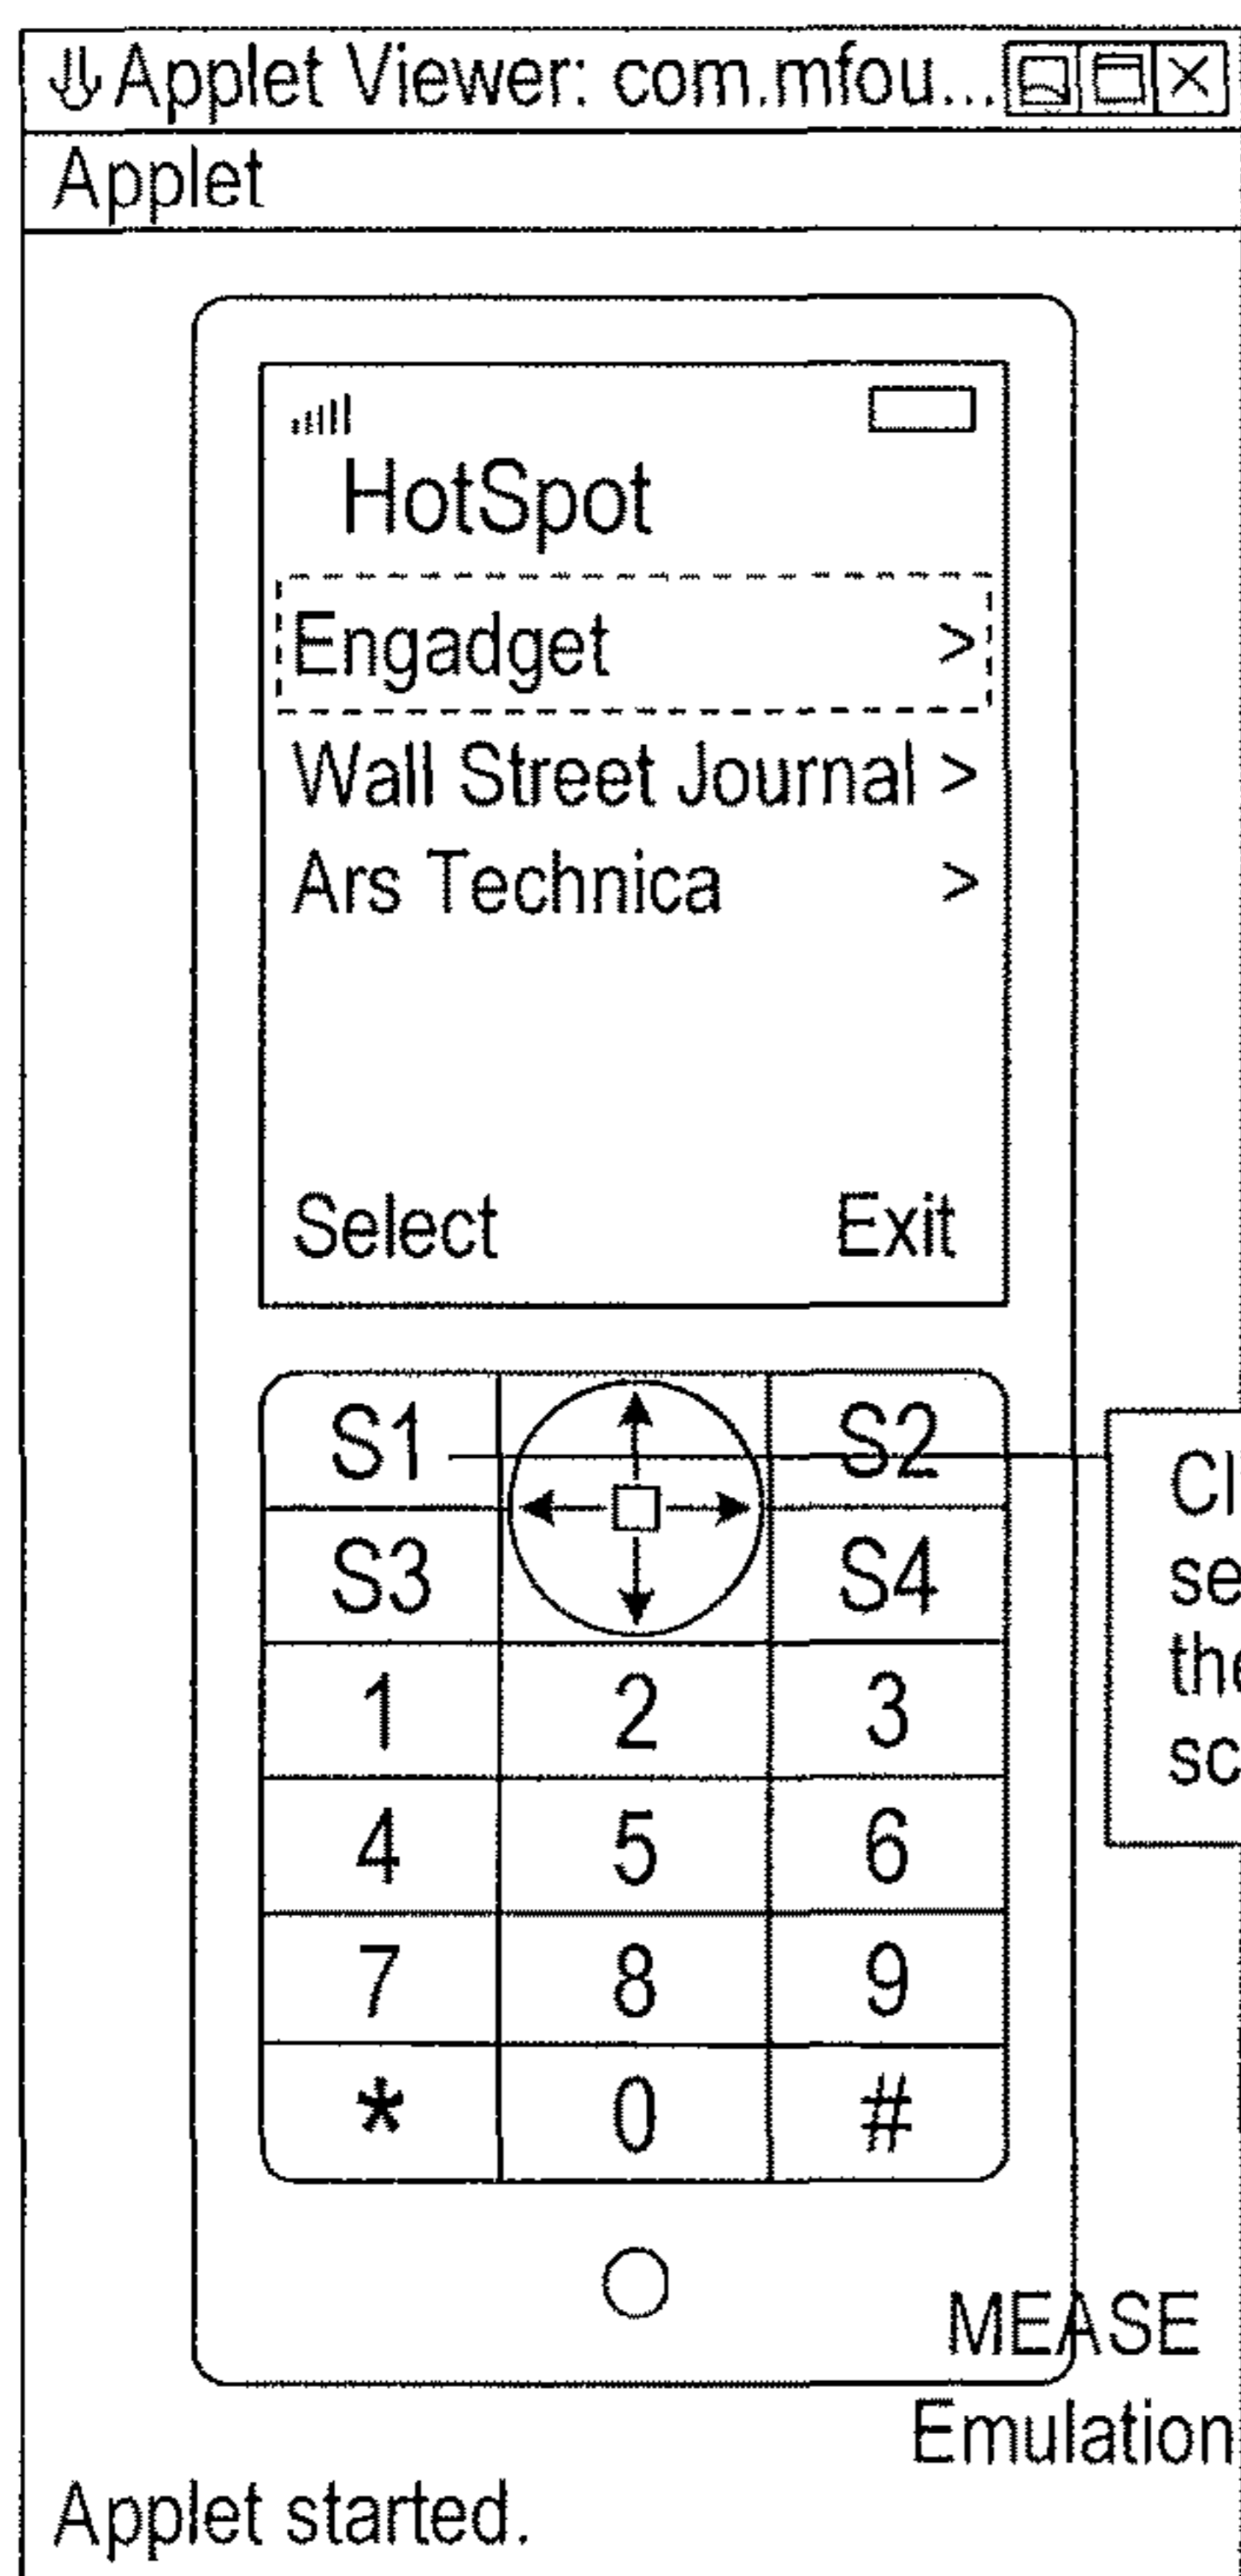 Applet Viewer: com.mfou...
Applet
HotSpot
Engadget >
Wall Street Journal >
Ars Technica >
Select Exit
S1 S2
S3 S4
1 2 3
4 5 6
7 8 9
* 0 #
MEASE
Emulation
Applet started.